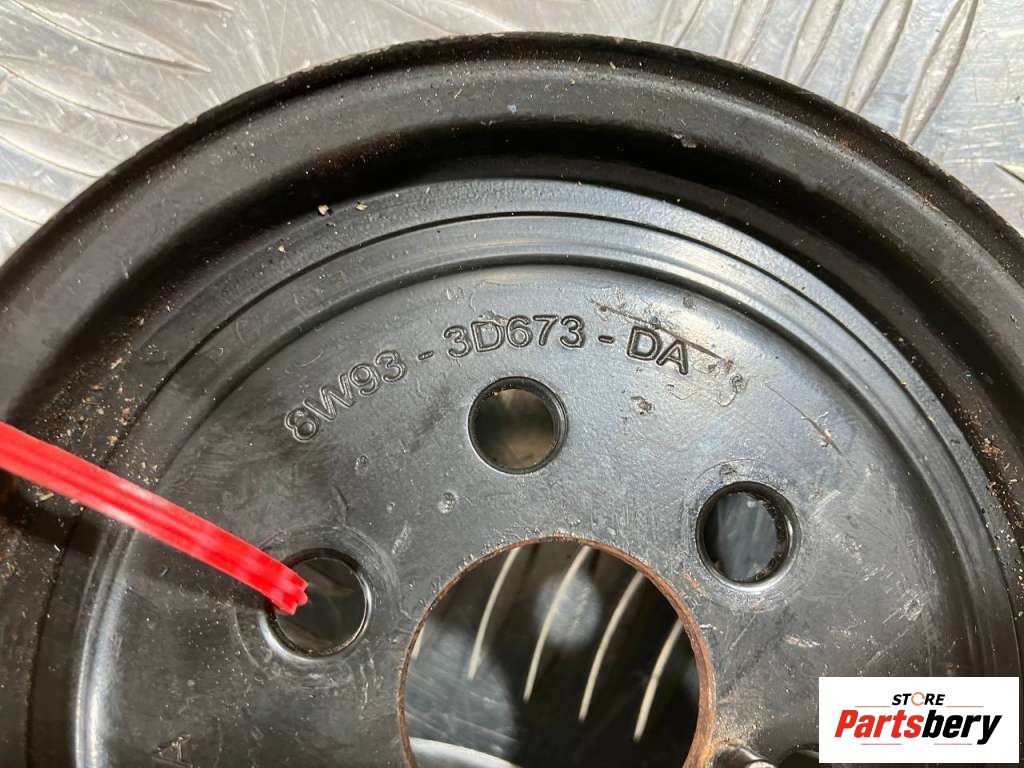 8W93 - 3D673 - DA
STORE
Partsbery